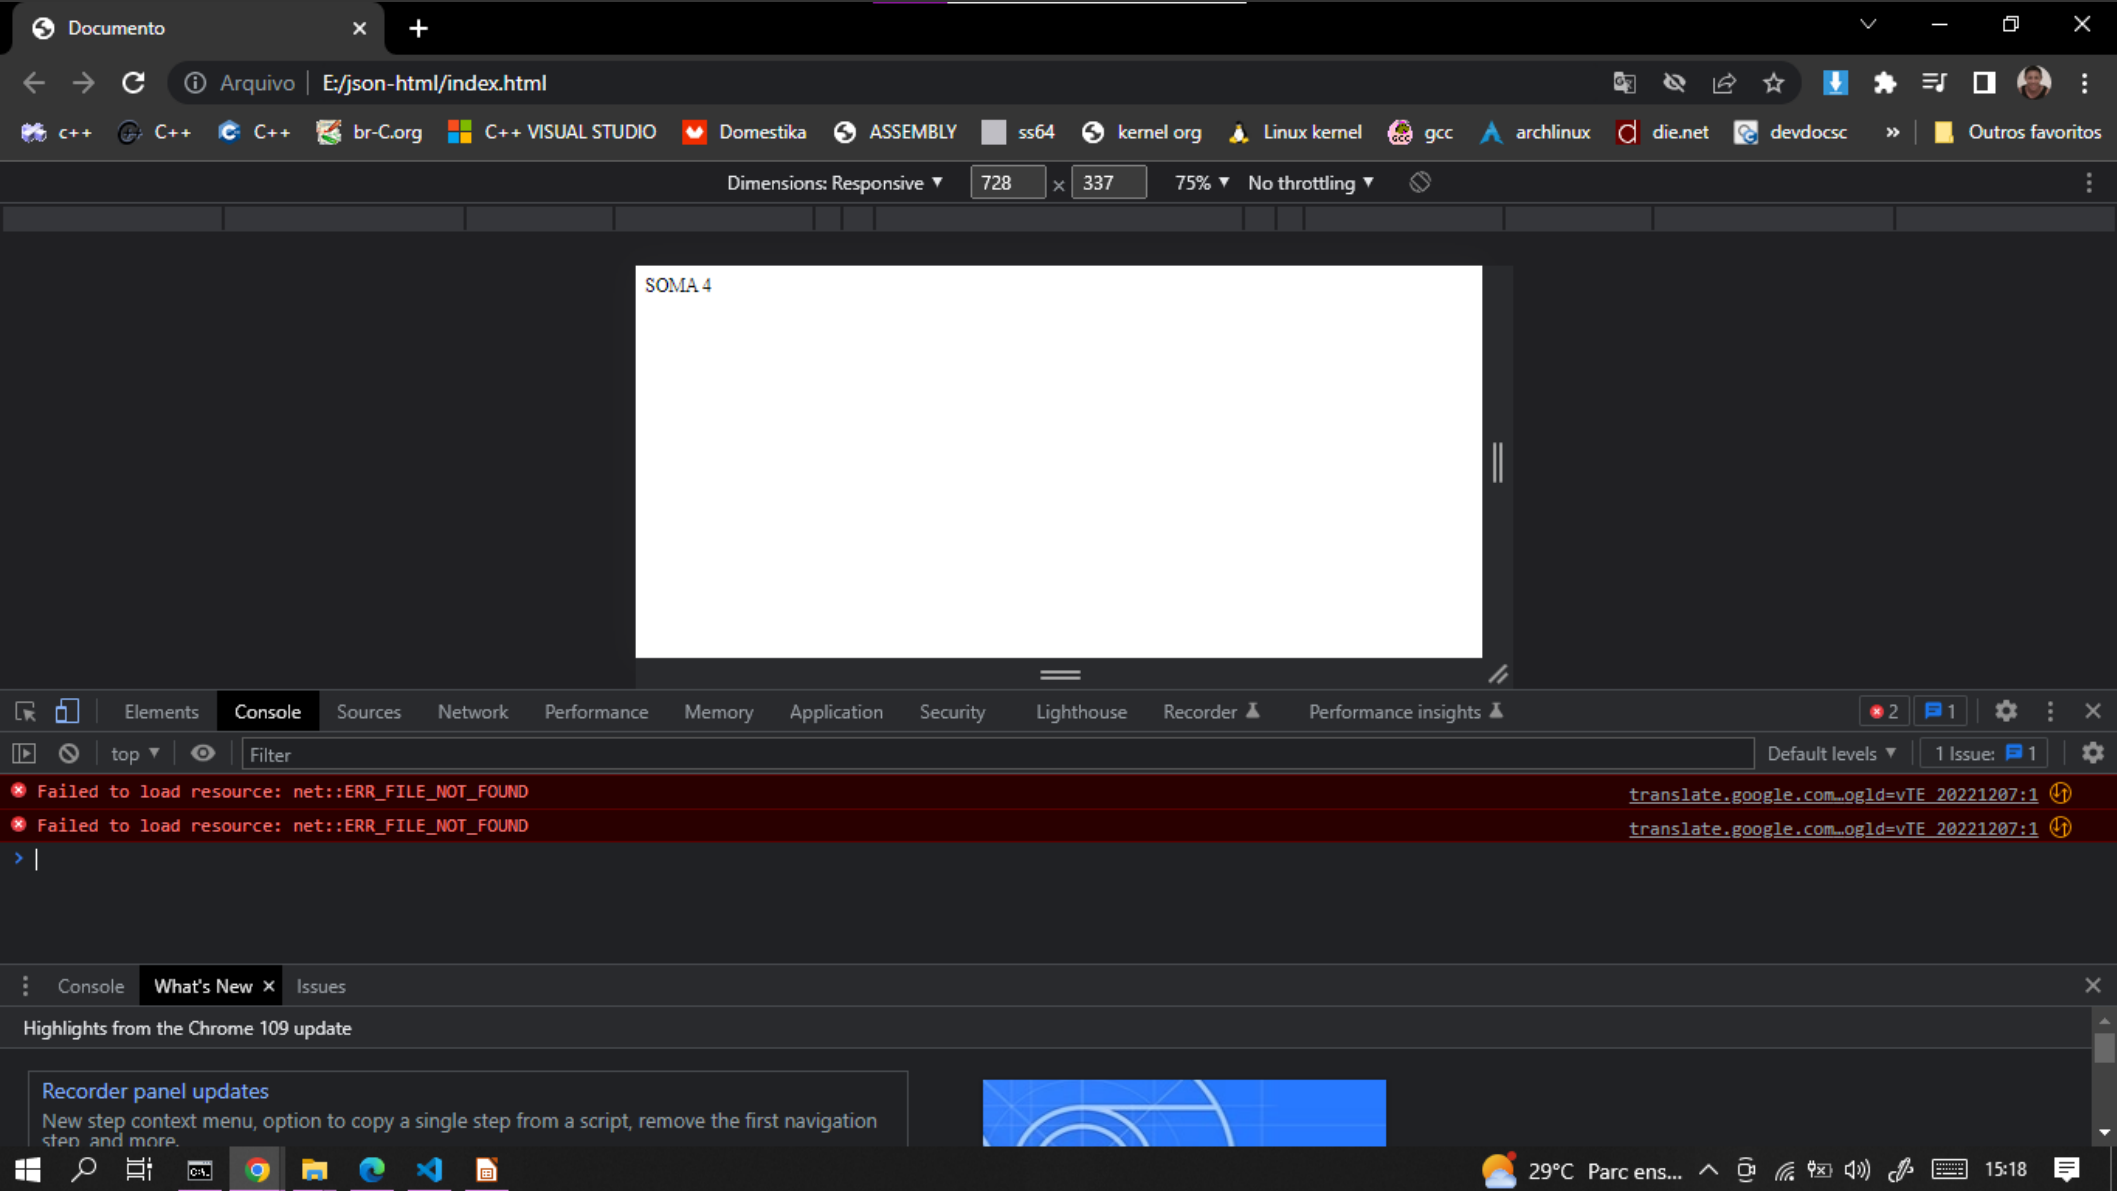 Documento
Arquivo E:/json-html/index.html
c++ C++ C++ br-C.org C++ VISUAL STUDIO Domestika ASSEMBLY ss64 kernel org Linux kernel gcc archlinux die.net devdocsc » Outros favoritos
Dimensions: Responsive 728 × 337 75% No throttling
SOMA 4
Elements Console Sources Network Performance Memory Application Security Lighthouse Recorder Performance insights 2 1
top Filter Default levels 1 Issue: 1
Failed to load resource: net::ERR_FILE_NOT_FOUND translate.google.com…ogld=vTE_20221207:1
Failed to load resource: net::ERR_FILE_NOT_FOUND translate.google.com…ogld=vTE_20221207:1
Console What's New Issues
Highlights from the Chrome 109 update
Recorder panel updates
New step context menu, option to copy a single step from a script, remove the first navigation
step, and more.
29°C Parc ens... 15:18